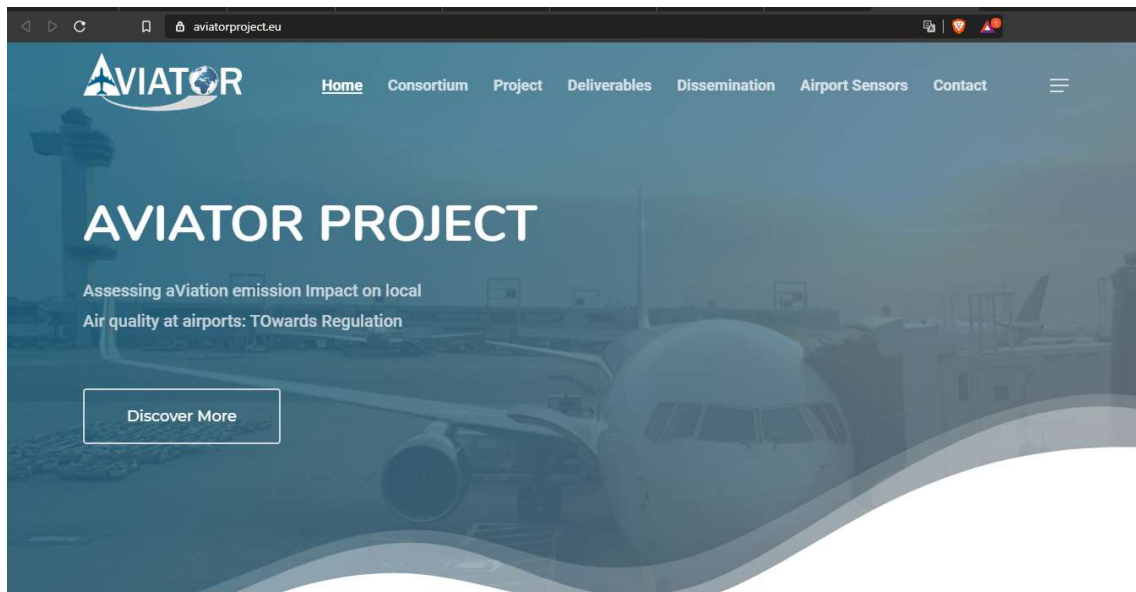 aviatorproject.eu
1
AVIATOR
Home Consortium Project Deliverables Dissemination Airport Sensors Contact
AVIATOR PROJECT
Assessing aViation emission Impact on local
Air quality at airports: TOwards Regulation
Discover More